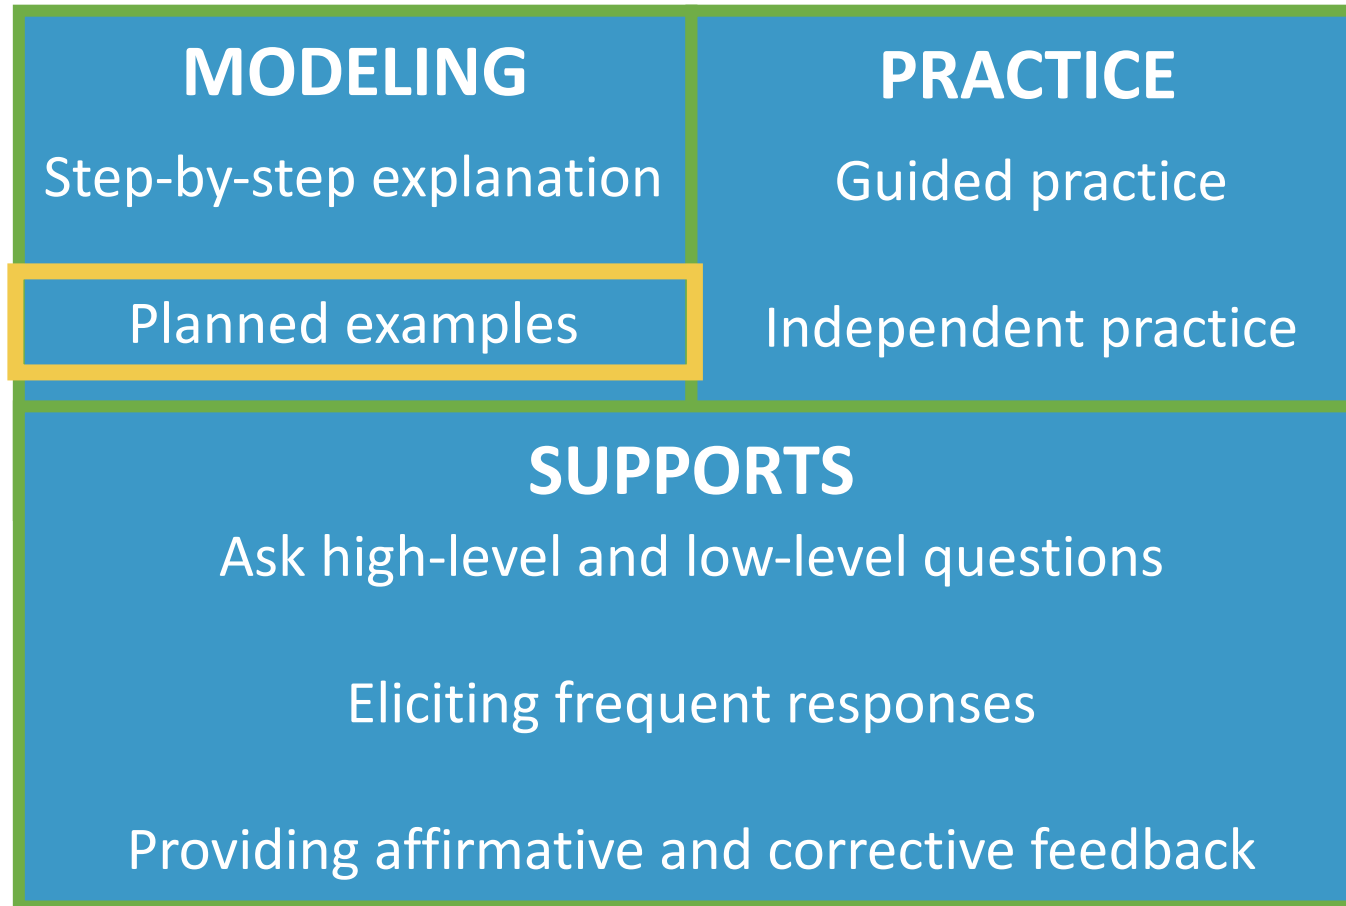 MODELING
Step-by-step explanation
Planned examples
PRACTICE
Guided practice
Independent practice
SUPPORTS
Ask high-level and low-level questions
Eliciting frequent responses
Providing affirmative and corrective feedback